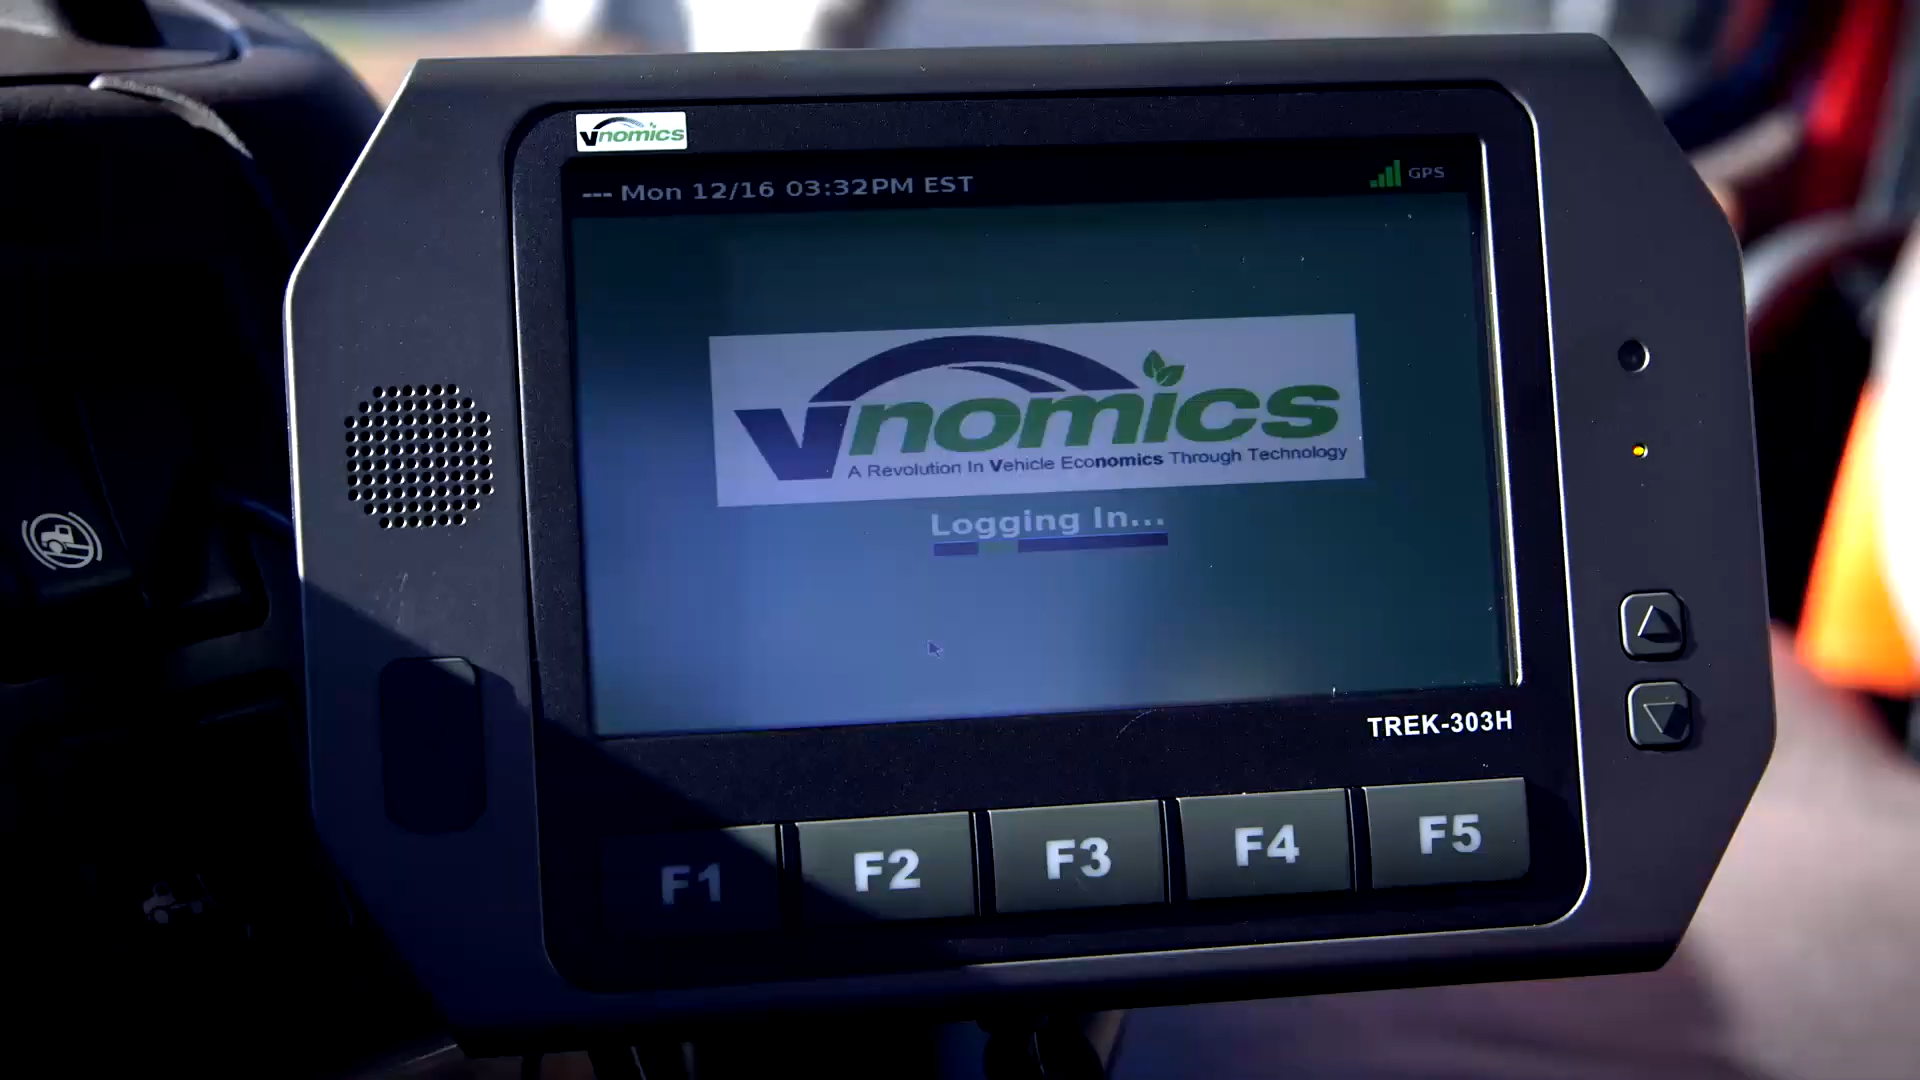 vnomics
--- Mon 12/16 03:32PM EST
GPS
vnomics
A Revolution In Vehicle Economics Through Technology
Logging In...
TREK-303H
F1 F2 F3 F4 F5